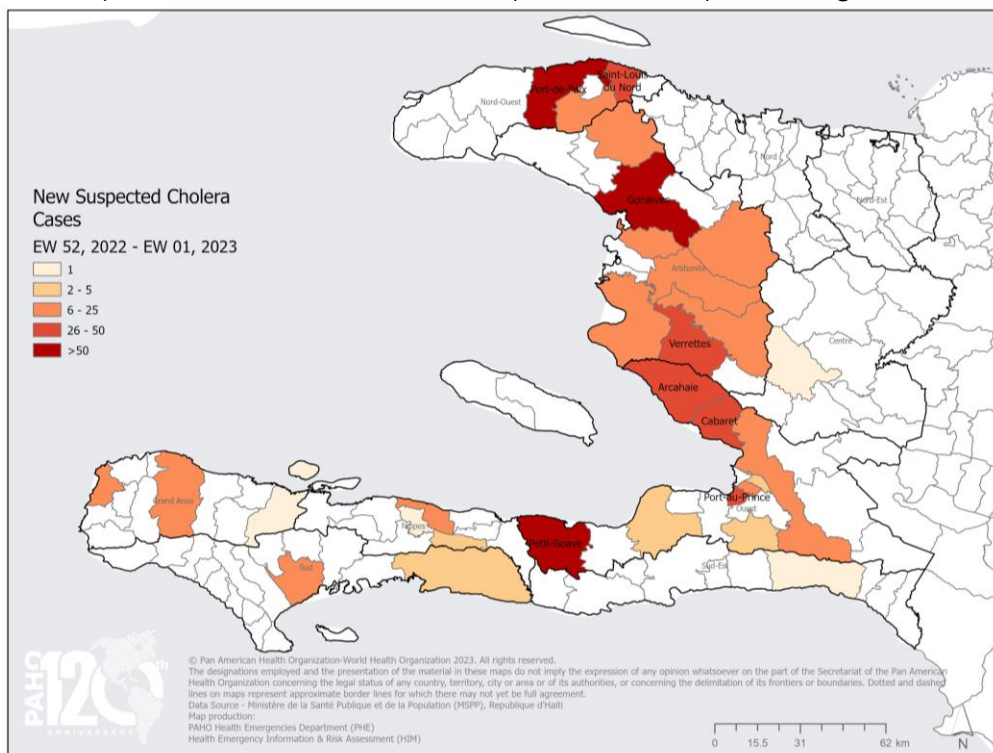 Port-de-Paix
Saint-Louis
du Nord
Nord-Ouest
Nord
New Suspected Cholera
Cases
EW 52, 2022 - EW 01, 2023
1
2 - 5
6 - 25
26 - 50
>50
Gonaives
Nord-Est
Artibonite
Verrettes
Centre
Arcahaie
Cabaret
Grand Anse
Nippes
Port-au-Prince
Ouest
Petit-Goave
Sud
Sud-Est
PAHO
120th
ANNIVERSARY
© Pan American Health Organization-World Health Organization 2023. All rights reserved.
The designations employed and the presentation of the material in these maps do not imply the expression of any opinion whatsoever on the part of the Secretariat of the Pan American
Health Organization concerning the legal status of any country, territory, city or area or of its authorities, or concerning the delimitation of its frontiers or boundaries. Dotted and dashed
lines on maps represent approximate border lines for which there may not yet be full agreement.
Data Source - Ministère de la Santé Publique et de la Population (MSPP), Republique d'Haiti
Map production:
PAHO Health Emergencies Department (PHE)
Health Emergency Information & Risk Assessment (HIM)
0 15.5 31 62 km
N